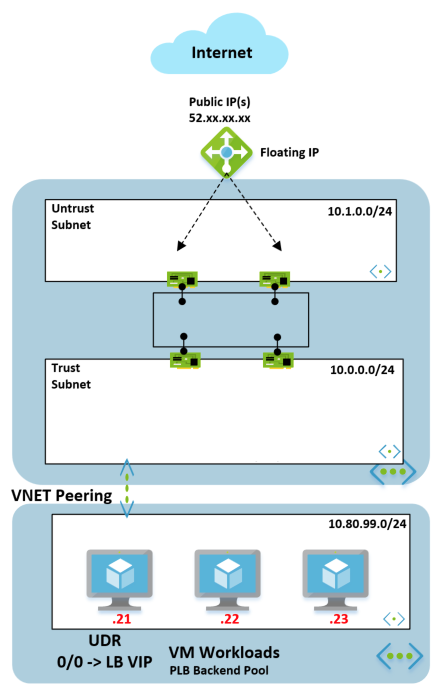 Internet
Public IP(s)
52.xx.xx.xx
Floating IP
Untrust
Subnet
10.1.0.0/24
Trust
Subnet
10.0.0.0/24
VNET Peering
10.80.99.0/24
.21
.22
.23
UDR
0/0 -> LB VIP
VM Workloads
PLB Backend Pool